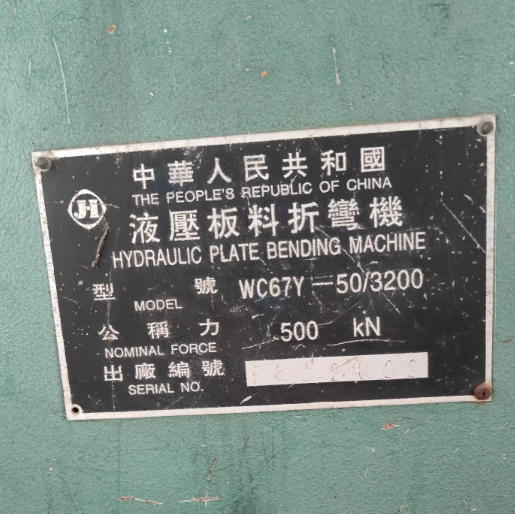 中華人民共和國
THE PEOPLE'S REPUBLIC OF CHINA
JH
液壓板料折彎機
HYDRAULIC PLATE BENDING MACHINE
型號 WC67Y—50/3200
MODEL
公稱力 500 kN
NOMINAL FORCE
出廠編號
SERIAL NO.